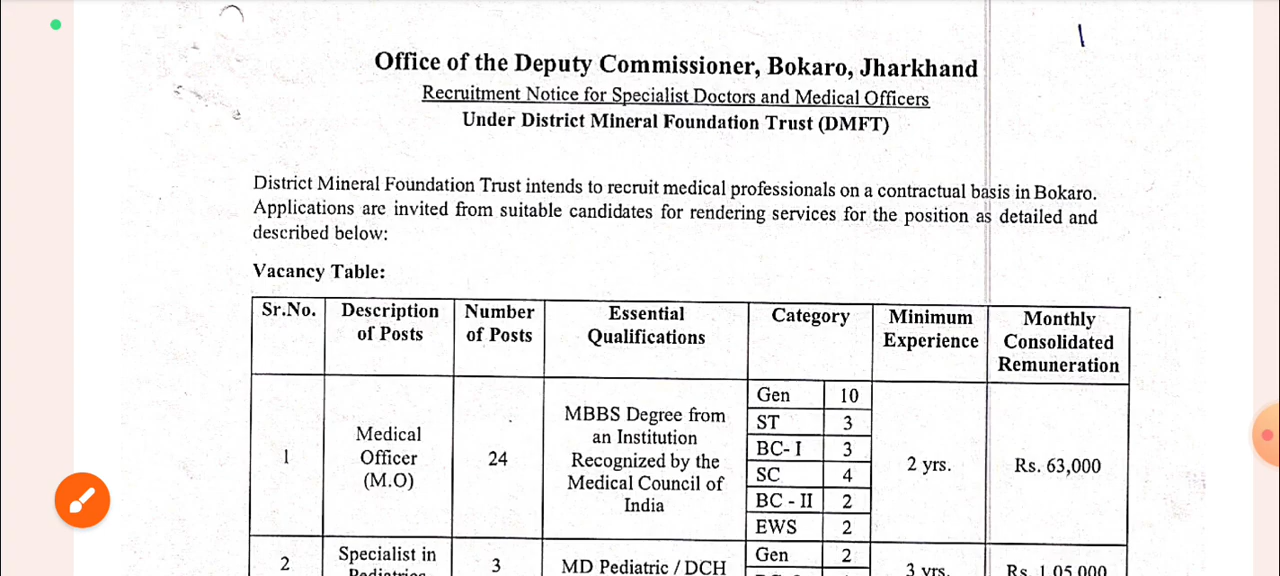 Office of the Deputy Commissioner, Bokaro, Jharkhand
Recruitment Notice for Specialist Doctors and Medical Officers
Under District Mineral Foundation Trust (DMFT)
District Mineral Foundation Trust intends to recruit medical professionals on a contractual basis in Bokaro.
Applications are invited from suitable candidates for rendering services for the position as detailed and
described below:
Vacancy Table:
Sr.No. Description of Posts Number of Posts Essential Qualifications Category Minimum Experience Monthly Consolidated Remuneration
1 Medical Officer (M.O) 24 MBBS Degree from an Institution Recognized by the Medical Council of India Gen 10 2 yrs. Rs. 63,000
ST 3
BC- I 3
SC 4
BC - II 2
EWS 2
2 Specialist in 3 MD Pediatric / DCH Gen 2 3 yrs. Rs. 1,05,000